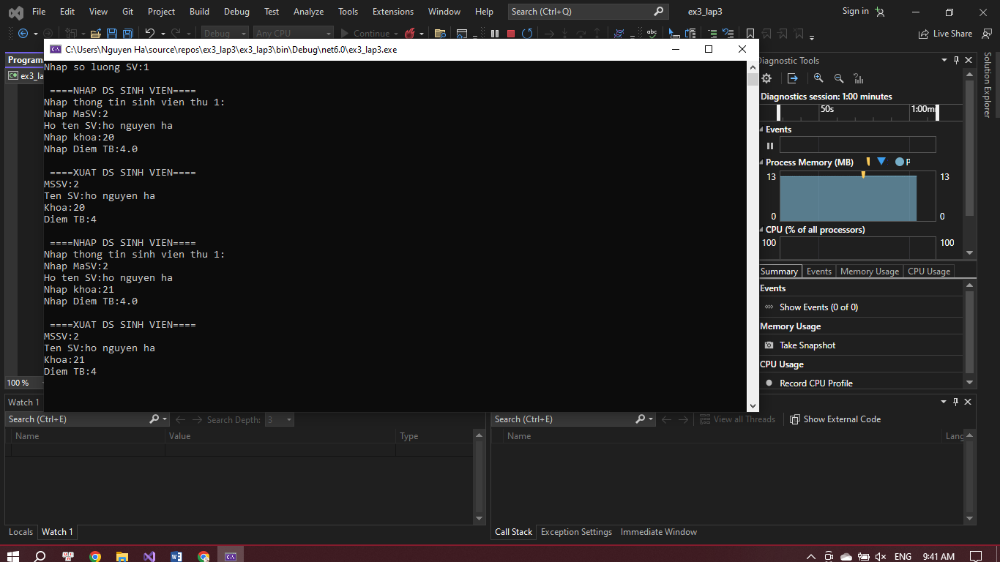 File Edit View Git Project Build Debug Test Analyze Tools Extensions Window Help Search (Ctrl+Q) ex3_lap3 Sign in
Debug Any CPU Continue Live Share
C:\Users\Nguyen Ha\source\repos\ex3_lap3\ex3_lap3\bin\Debug\net6.0\ex3_lap3.exe
Program
C# ex3_la
Nhap so luong SV:1
====NHAP DS SINH VIEN====
Nhap thong tin sinh vien thu 1:
Nhap MaSV:2
Ho ten SV:ho nguyen ha
Nhap khoa:20
Nhap Diem TB:4.0
====XUAT DS SINH VIEN====
MSSV:2
Ten SV:ho nguyen ha
Khoa:20
Diem TB:4
====NHAP DS SINH VIEN====
Nhap thong tin sinh vien thu 1:
Nhap MaSV:2
Ho ten SV:ho nguyen ha
Nhap khoa:21
Nhap Diem TB:4.0
====XUAT DS SINH VIEN====
MSSV:2
Ten SV:ho nguyen ha
Khoa:21
Diem TB:4
100 %
Diagnostic Tools
Diagnostics session: 1:00 minutes
50s 1:00mi
Events
Process Memory (MB) P
13 13
0 0
CPU (% of all processors)
100 100
Summary Events Memory Usage CPU Usage
Events
Show Events (0 of 0)
Memory Usage
Take Snapshot
CPU Usage
Record CPU Profile
Solution Explorer
Watch 1
Search (Ctrl+E) Search Depth: 3
Name Value Type
Locals Watch 1
Search (Ctrl+E) View all Threads Show External Code
Name Lang
Call Stack Exception Settings Immediate Window
ENG 9:41 AM